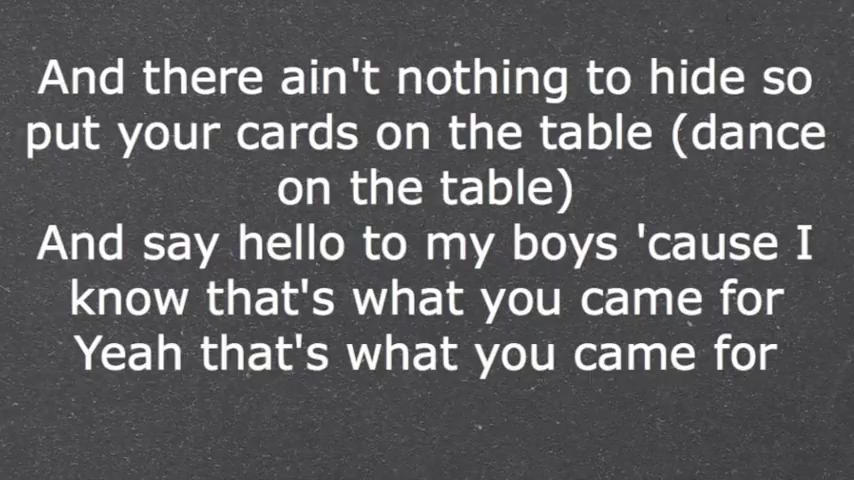 And there ain't nothing to hide so
put your cards on the table (dance
on the table)
And say hello to my boys 'cause I
know that's what you came for
Yeah that's what you came for